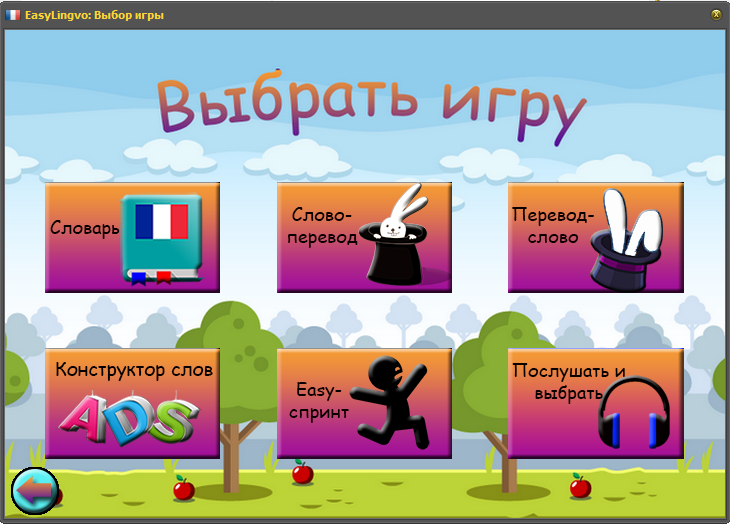 EasyLingvo: Выбор игры
Выбрать игру
Словарь
Слово-
перевод
Перевод-
слово
Конструктор слов
ADS
Easy-
спринт
Послушать и
выбрать